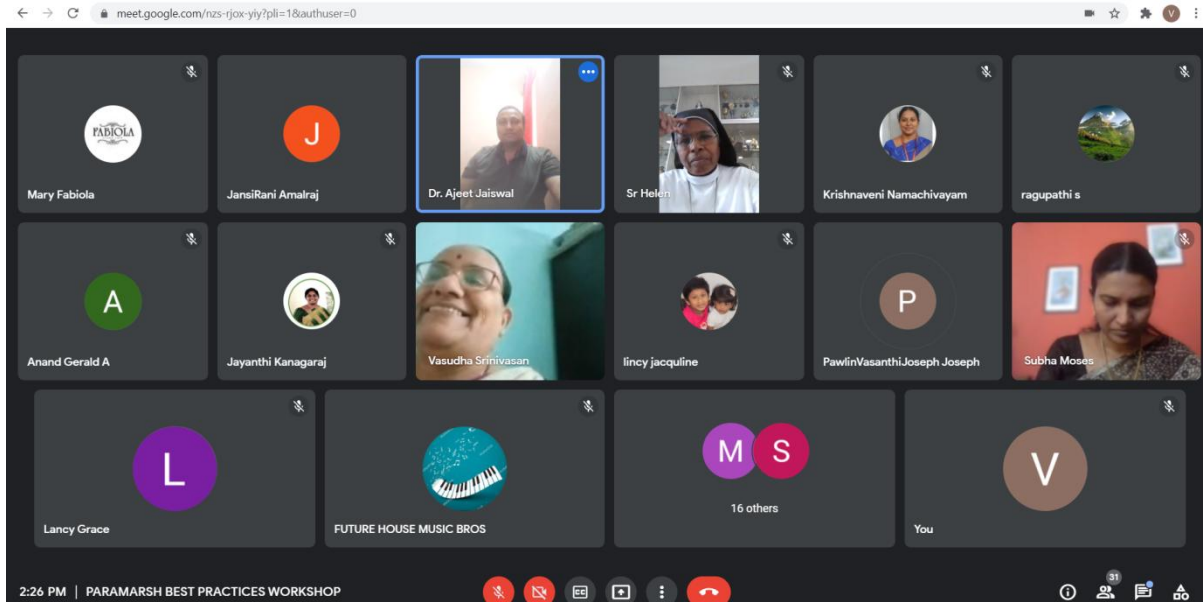 meet.google.com/nzs-rjox-yiy?pli=1&authuser=0
V
FABIOLA
Mary Fabiola
J
JansiRani Amalraj
Dr. Ajeet Jaiswal
Sr Helen
Krishnaveni Namachivayam
ragupathi s
A
Anand Gerald A
Jayanthi Kanagaraj
Vasudha Srinivasan
lincy jacquline
P
PawlinVasanthiJoseph Joseph
Subha Moses
L
Lancy Grace
FUTURE HOUSE MUSIC BROS
M S
16 others
V
You
2:26 PM | PARAMARSH BEST PRACTICES WORKSHOP
CC
31